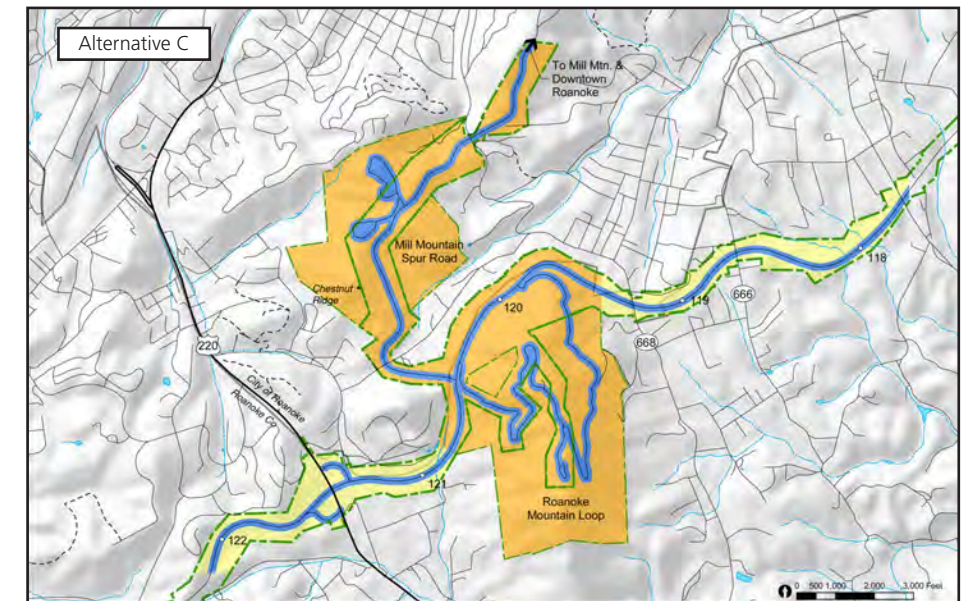 Alternative C
To Mill Mtn. &
Downtown
Roanoke
Mill Mountain
Spur Road
Chestnut
Ridge
118
119
120
666
668
220
City of Roanoke
Roanoke Co
121
122
Roanoke
Mountain Loop
0 500 1,000 2,000 3,000 Feet